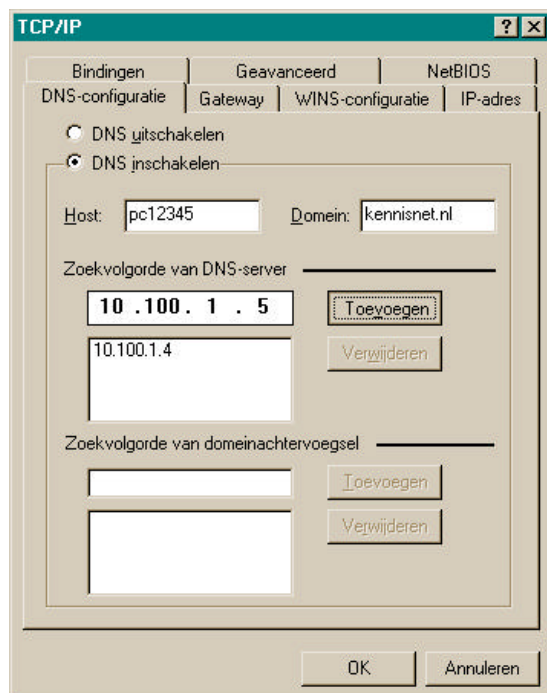 TCP/IP
Bindingen Geavanceerd NetBIOS
DNS-configuratie Gateway WINS-configuratie IP-adres
DNS uitschakelen
DNS inschakelen
Host: pc12345 Domein: kennisnet.nl
Zoekvolgorde van DNS-server
10 .100. 1 . 5 Toevoegen
10.100.1.4
Verwijderen
Zoekvolgorde van domeinachtervoegsel
Toevoegen
Verwijderen
OK Annuleren